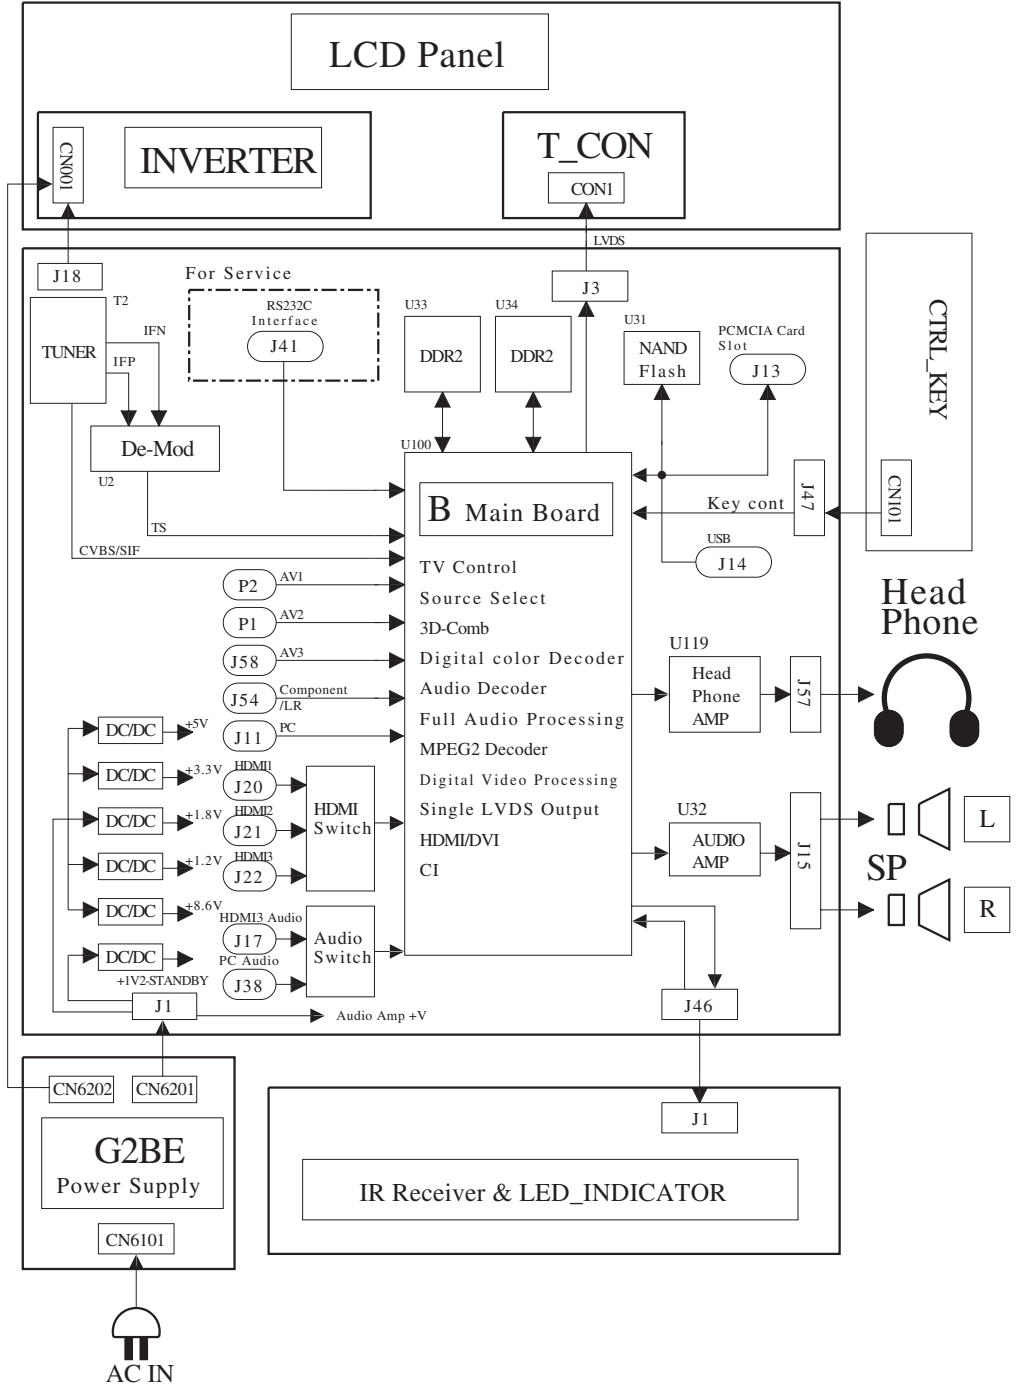 LCD Panel
INVERTER
CN001
T_CON
CON1
LVDS
J18
For Service
RS232C
Interface
J41
J3
T2
TUNER
IFN
IFP
De-Mod
U2
TS
CVBS/SIF
U33
DDR2
U34
DDR2
U31
NAND
Flash
PCMCIA Card
Slot
J13
CTRL_KEY
CN101
J47
Key cont
USB
J14
U100
B Main Board
TV Control
Source Select
3D-Comb
Digital color Decoder
Audio Decoder
Full Audio Processing
MPEG2 Decoder
Digital Video Processing
Single LVDS Output
HDMI/DVI
CI
P2
AV1
P1
AV2
J58
AV3
J54
Component
/LR
J11
PC
HDMI1
J20
HDMI2
J21
HDMI3
J22
HDMI
Switch
HDMI3 Audio
J17
PC Audio
J38
Audio
Switch
DC/DC
+5V
DC/DC
+3.3V
DC/DC
+1.8V
DC/DC
+1.2V
DC/DC
+8.6V
DC/DC
+1V2-STANDBY
J1
Audio Amp +V
U119
Head
Phone
AMP
J57
Head
Phone
U32
AUDIO
AMP
J15
SP
L
R
J46
CN6202
CN6201
G2BE
Power Supply
CN6101
AC IN
J1
IR Receiver & LED_INDICATOR